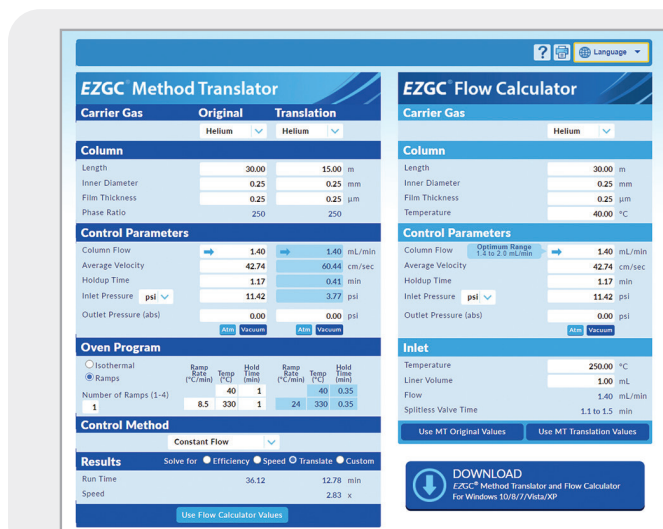 ? Language
EZGC® Method Translator
Carrier Gas Original Translation
Helium Helium
Column
Length 30.00 15.00 m
Inner Diameter 0.25 0.25 mm
Film Thickness 0.25 0.25 µm
Phase Ratio 250 250
Control Parameters
Column Flow 1.40 1.40 mL/min
Average Velocity 42.74 60.44 cm/sec
Holdup Time 1.17 0.41 min
Inlet Pressure psi 11.42 3.77 psi
Outlet Pressure (abs) 0.00 0.00 psi
Atm Vacuum Atm Vacuum
Oven Program
Isothermal
Ramps
Number of Ramps (1-4)
1
Ramp Rate (°C/min) Temp (°C) Hold Time (min) Ramp Rate (°C/min) Temp (°C) Hold Time (min)
40 1 40 0.35
8.5 330 1 24 330 0.35
Control Method
Constant Flow
Results Solve for Efficiency Speed Translate Custom
Run Time 36.12 12.78 min
Speed 2.83 x
Use Flow Calculator Values
EZGC® Flow Calculator
Carrier Gas
Helium
Column
Length 30.00 m
Inner Diameter 0.25 mm
Film Thickness 0.25 µm
Temperature 40.00 °C
Control Parameters
Column Flow Optimum Range 1.40 mL/min
1.4 to 2.0 mL/min
Average Velocity 42.74 cm/sec
Holdup Time 1.17 min
Inlet Pressure psi 11.42 psi
Outlet Pressure (abs) 0.00 psi
Atm Vacuum
Inlet
Temperature 250.00 °C
Liner Volume 1.00 mL
Flow 1.40 mL/min
Splitless Valve Time 1.1 to 1.5 min
Use MT Original Values Use MT Translation Values
DOWNLOAD
EZGC® Method Translator and Flow Calculator
For Windows 10/8/7/Vista/XP